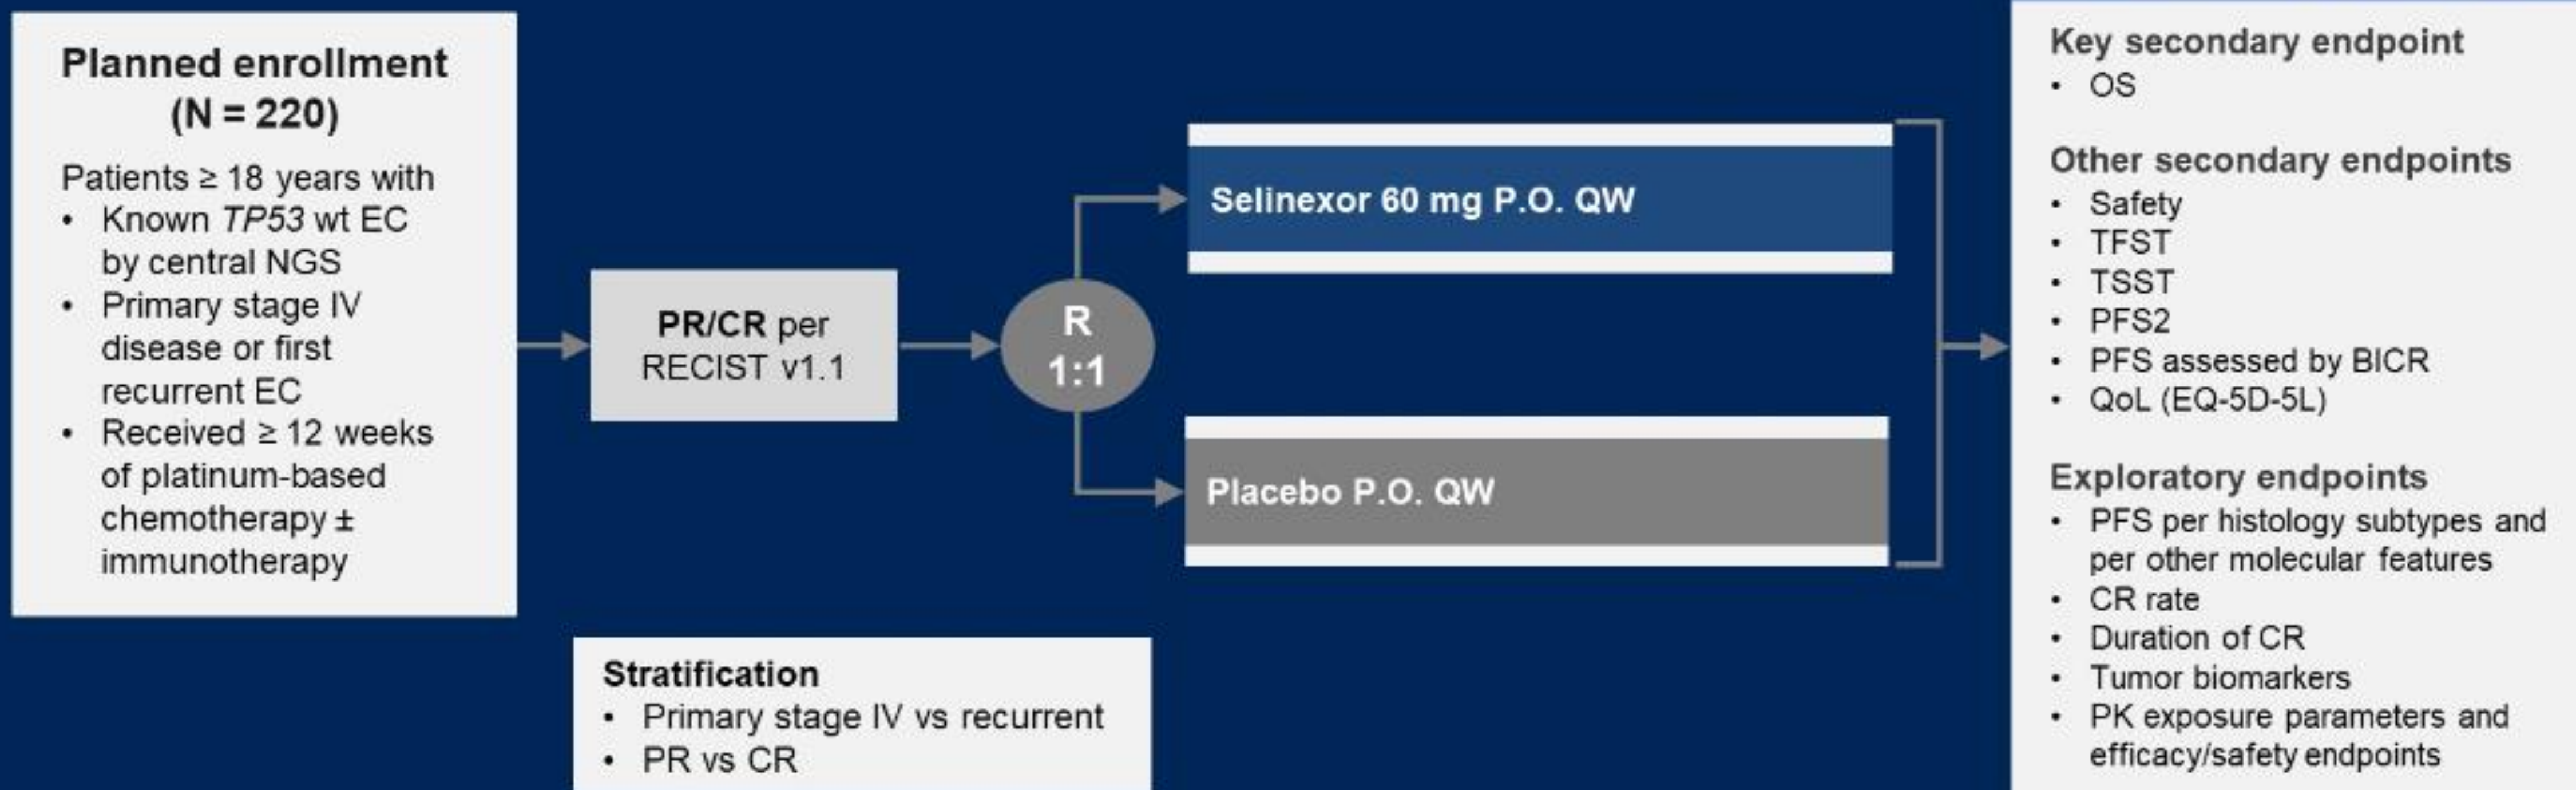 Planned enrollment
(N = 220)
Patients ≥ 18 years with
• Known TP53 wt EC
by central NGS
• Primary stage IV
disease or first
recurrent EC
• Received ≥ 12 weeks
of platinum-based
chemotherapy ±
immunotherapy
PR/CR per
RECIST v1.1
Stratification
• Primary stage IV vs recurrent
• PR vs CR
R
1:1
Selinexor 60 mg P.O. QW
Placebo P.O. QW
Key secondary endpoint
• OS
Other secondary endpoints
• Safety
• TFST
• TSST
• PFS2
• PFS assessed by BICR
• QoL (EQ-5D-5L)
Exploratory endpoints
• PFS per histology subtypes and
per other molecular features
• CR rate
• Duration of CR
• Tumor biomarkers
• PK exposure parameters and
efficacy/safety endpoints